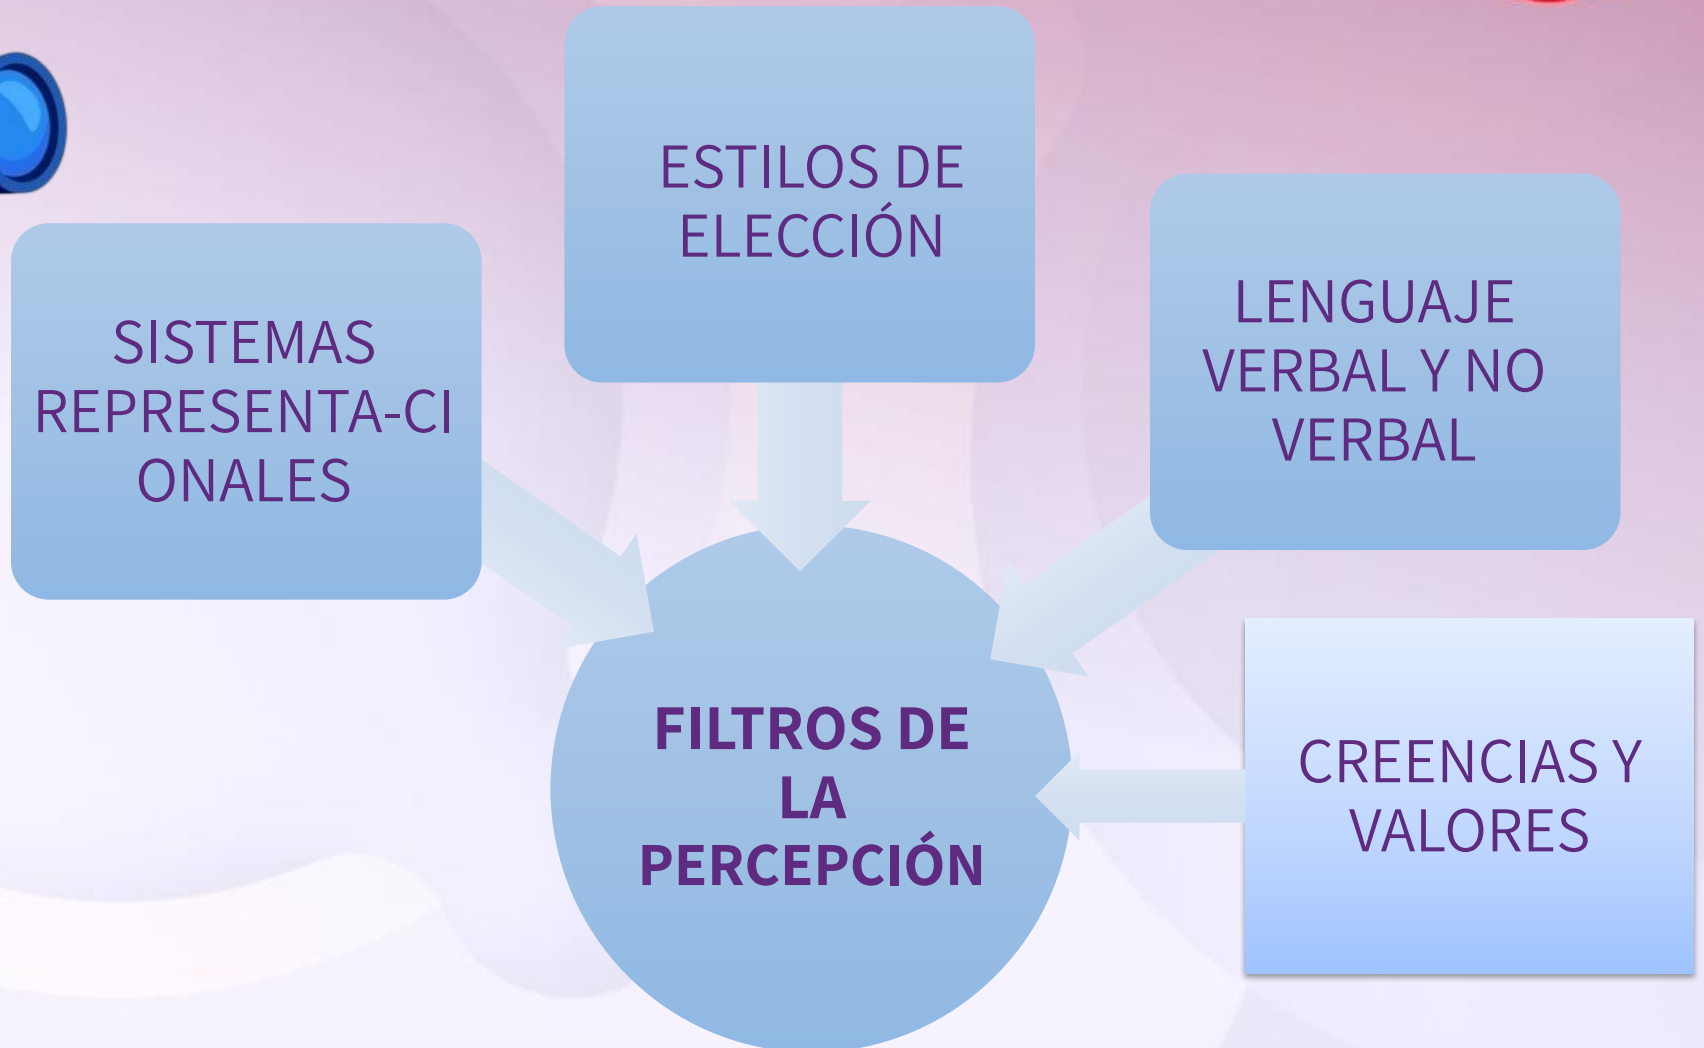 ESTILOS DE
ELECCIÓN
SISTEMAS
REPRESENTA-CI
ONALES
LENGUAJE
VERBAL Y NO
VERBAL
FILTROS DE
LA
PERCEPCIÓN
CREENCIAS Y
VALORES